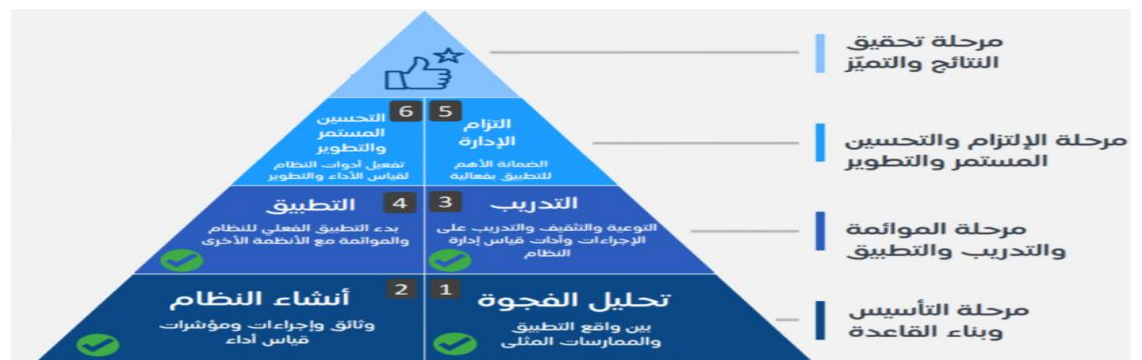 مرحلة تحقيق
النتائج والتميّز
5
التزام
الإدارة
الضمانة الأهم
للتطبيق بفعالية
6
التحسين
المستمر
والتطوير
تفعيل أدوات النظام
لقياس الأداء والتطوير
مرحلة الإلتزام والتحسين
المستمر والتطوير
3
التدريب
التوعية والتثقيف والتدريب على
الإجراءات وأدات قياس إدارة
النظام
4
التطبيق
بدء التطبيق الفعلي للنظام
والموائمة مع الأنظمة الأخرى
مرحلة الموائمة
والتدريب والتطبيق
1
تحليل الفجوة
بين واقع التطبيق
والممارسات المثلى
2
أنشاء النظام
وثائق وإجراءات ومؤشرات
قياس أداء
مرحلة التأسيس
وبناء القاعدة